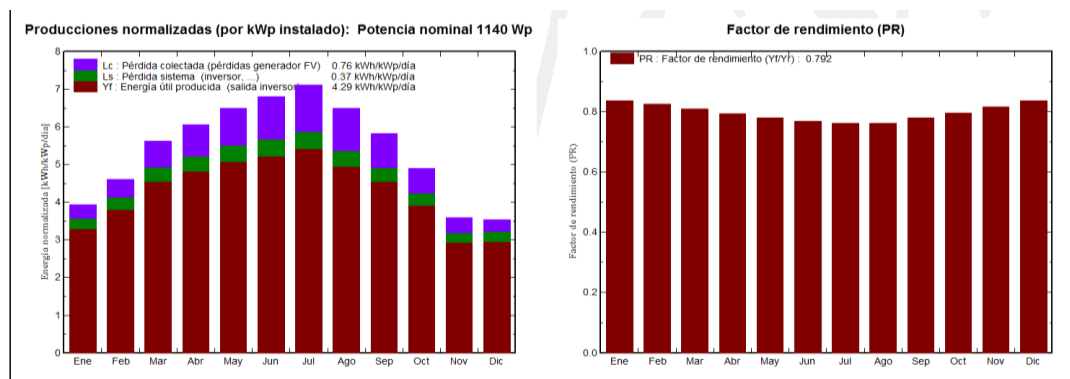 Producciones normalizadas (por kWp instalado): Potencia nominal 1140 Wp
Lc : Pérdida colectada (pérdidas generador FV) 0.76 kWh/kWp/día
Ls : Pérdida sistema (inversor, ...) 0.37 kWh/kWp/día
Yf : Energía útil producida (salida inversor) 4.29 kWh/kWp/día
Energía normalizada [kWh/kWp/día]
8
7
6
5
4
3
2
1
0
Ene Feb Mar Abr May Jun Jul Ago Sep Oct Nov Dic
Factor de rendimiento (PR)
PR : Factor de rendimiento (Yf/Yr) : 0.792
Factor de rendimiento (PR)
1.0
0.8
0.6
0.4
0.2
0.0
Ene Feb Mar Abr May Jun Jul Ago Sep Oct Nov Dic